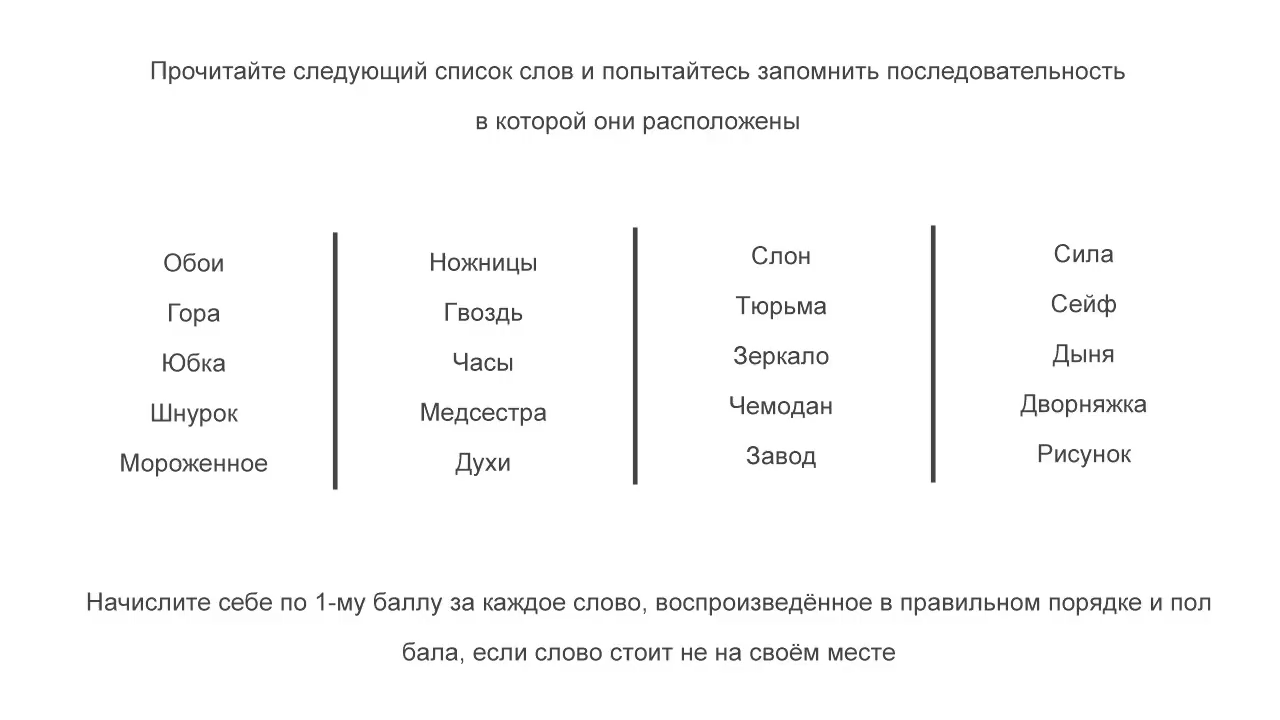 Прочитайте следующий список слов и попытайтесь запомнить последовательность
в которой они расположены
Обои
Гора
Юбка
Шнурок
Мороженное
Ножницы
Гвоздь
Часы
Медсестра
Духи
Слон
Тюрьма
Зеркало
Чемодан
Завод
Сила
Сейф
Дыня
Дворняжка
Рисунок
Начислите себе по 1-му баллу за каждое слово, воспроизведённое в правильном порядке и пол
бала, если слово стоит не на своём месте